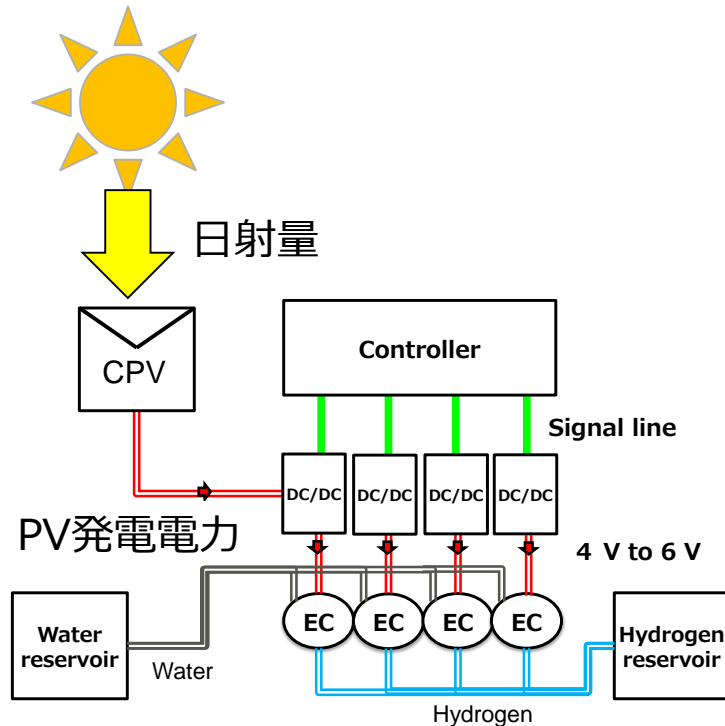 日射量
CPV
Controller
Signal line
DC/DC
DC/DC
DC/DC
DC/DC
PV発電電力
4 V to 6 V
Water
reservoir
Water
EC
EC
EC
EC
Hydrogen
reservoir
Hydrogen